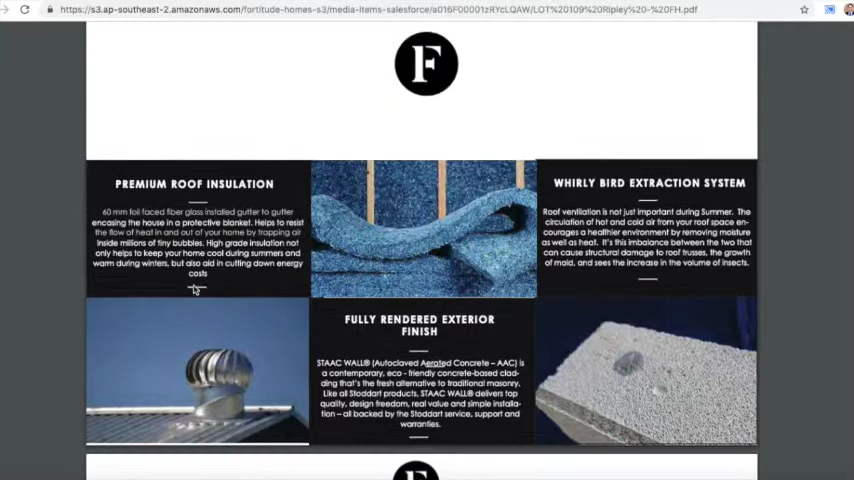 https://s3.ap-southeast-2.amazonaws.com/fortitude-homes-s3/media-items-salesforce/a016F00001zRYcLQAW/LOT%20109%20Ripley%20-%20FH.pdf
F
PREMIUM ROOF INSULATION
60 mm foil faced fiber glass installed gutter to gutter
encasing the house in a protective blanket. Helps to resist
the flow of heat in and out of your home by trapping air
inside millions of tiny bubbles. High grade insulation not
only helps to keep your home cool during summers and
warm during winters, but also aid in cutting down energy
costs
WHIRLY BIRD EXTRACTION SYSTEM
Roof ventilation is not just important during Summer. The
circulation of hot and cold air from your roof space en-
courages a healthier environment by removing moisture
as well as heat. It's this imbalance between the two that
can cause structural damage to roof trusses, the growth
of mold, and sees the increase in the volume of insects.
FULLY RENDERED EXTERIOR
FINISH
STAAC WALL® (Autoclaved Aerated Concrete – AAC) is
a contemporary, eco - friendly concrete-based clad-
ding that's the fresh alternative to traditional masonry.
Like all Stoddart products, STAAC WALL® delivers top
quality, design freedom, real value and simple installa-
tion – all backed by the Stoddart service, support and
warranties.
F